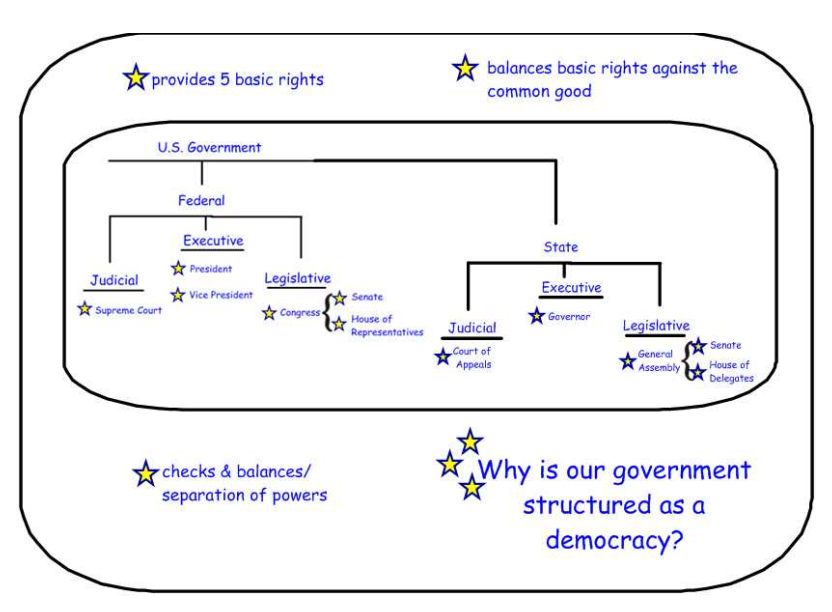 provides 5 basic rights
balances basic rights against the
common good
U.S. Government
Federal
Judicial
Supreme Court
Executive
President
Vice President
Legislative
Congress
Senate
House of
Representatives
State
Judicial
Court of
Appeals
Executive
Governor
Legislative
General
Assembly
Senate
House of
Delegates
checks & balances/
separation of powers
Why is our government
structured as a
democracy?